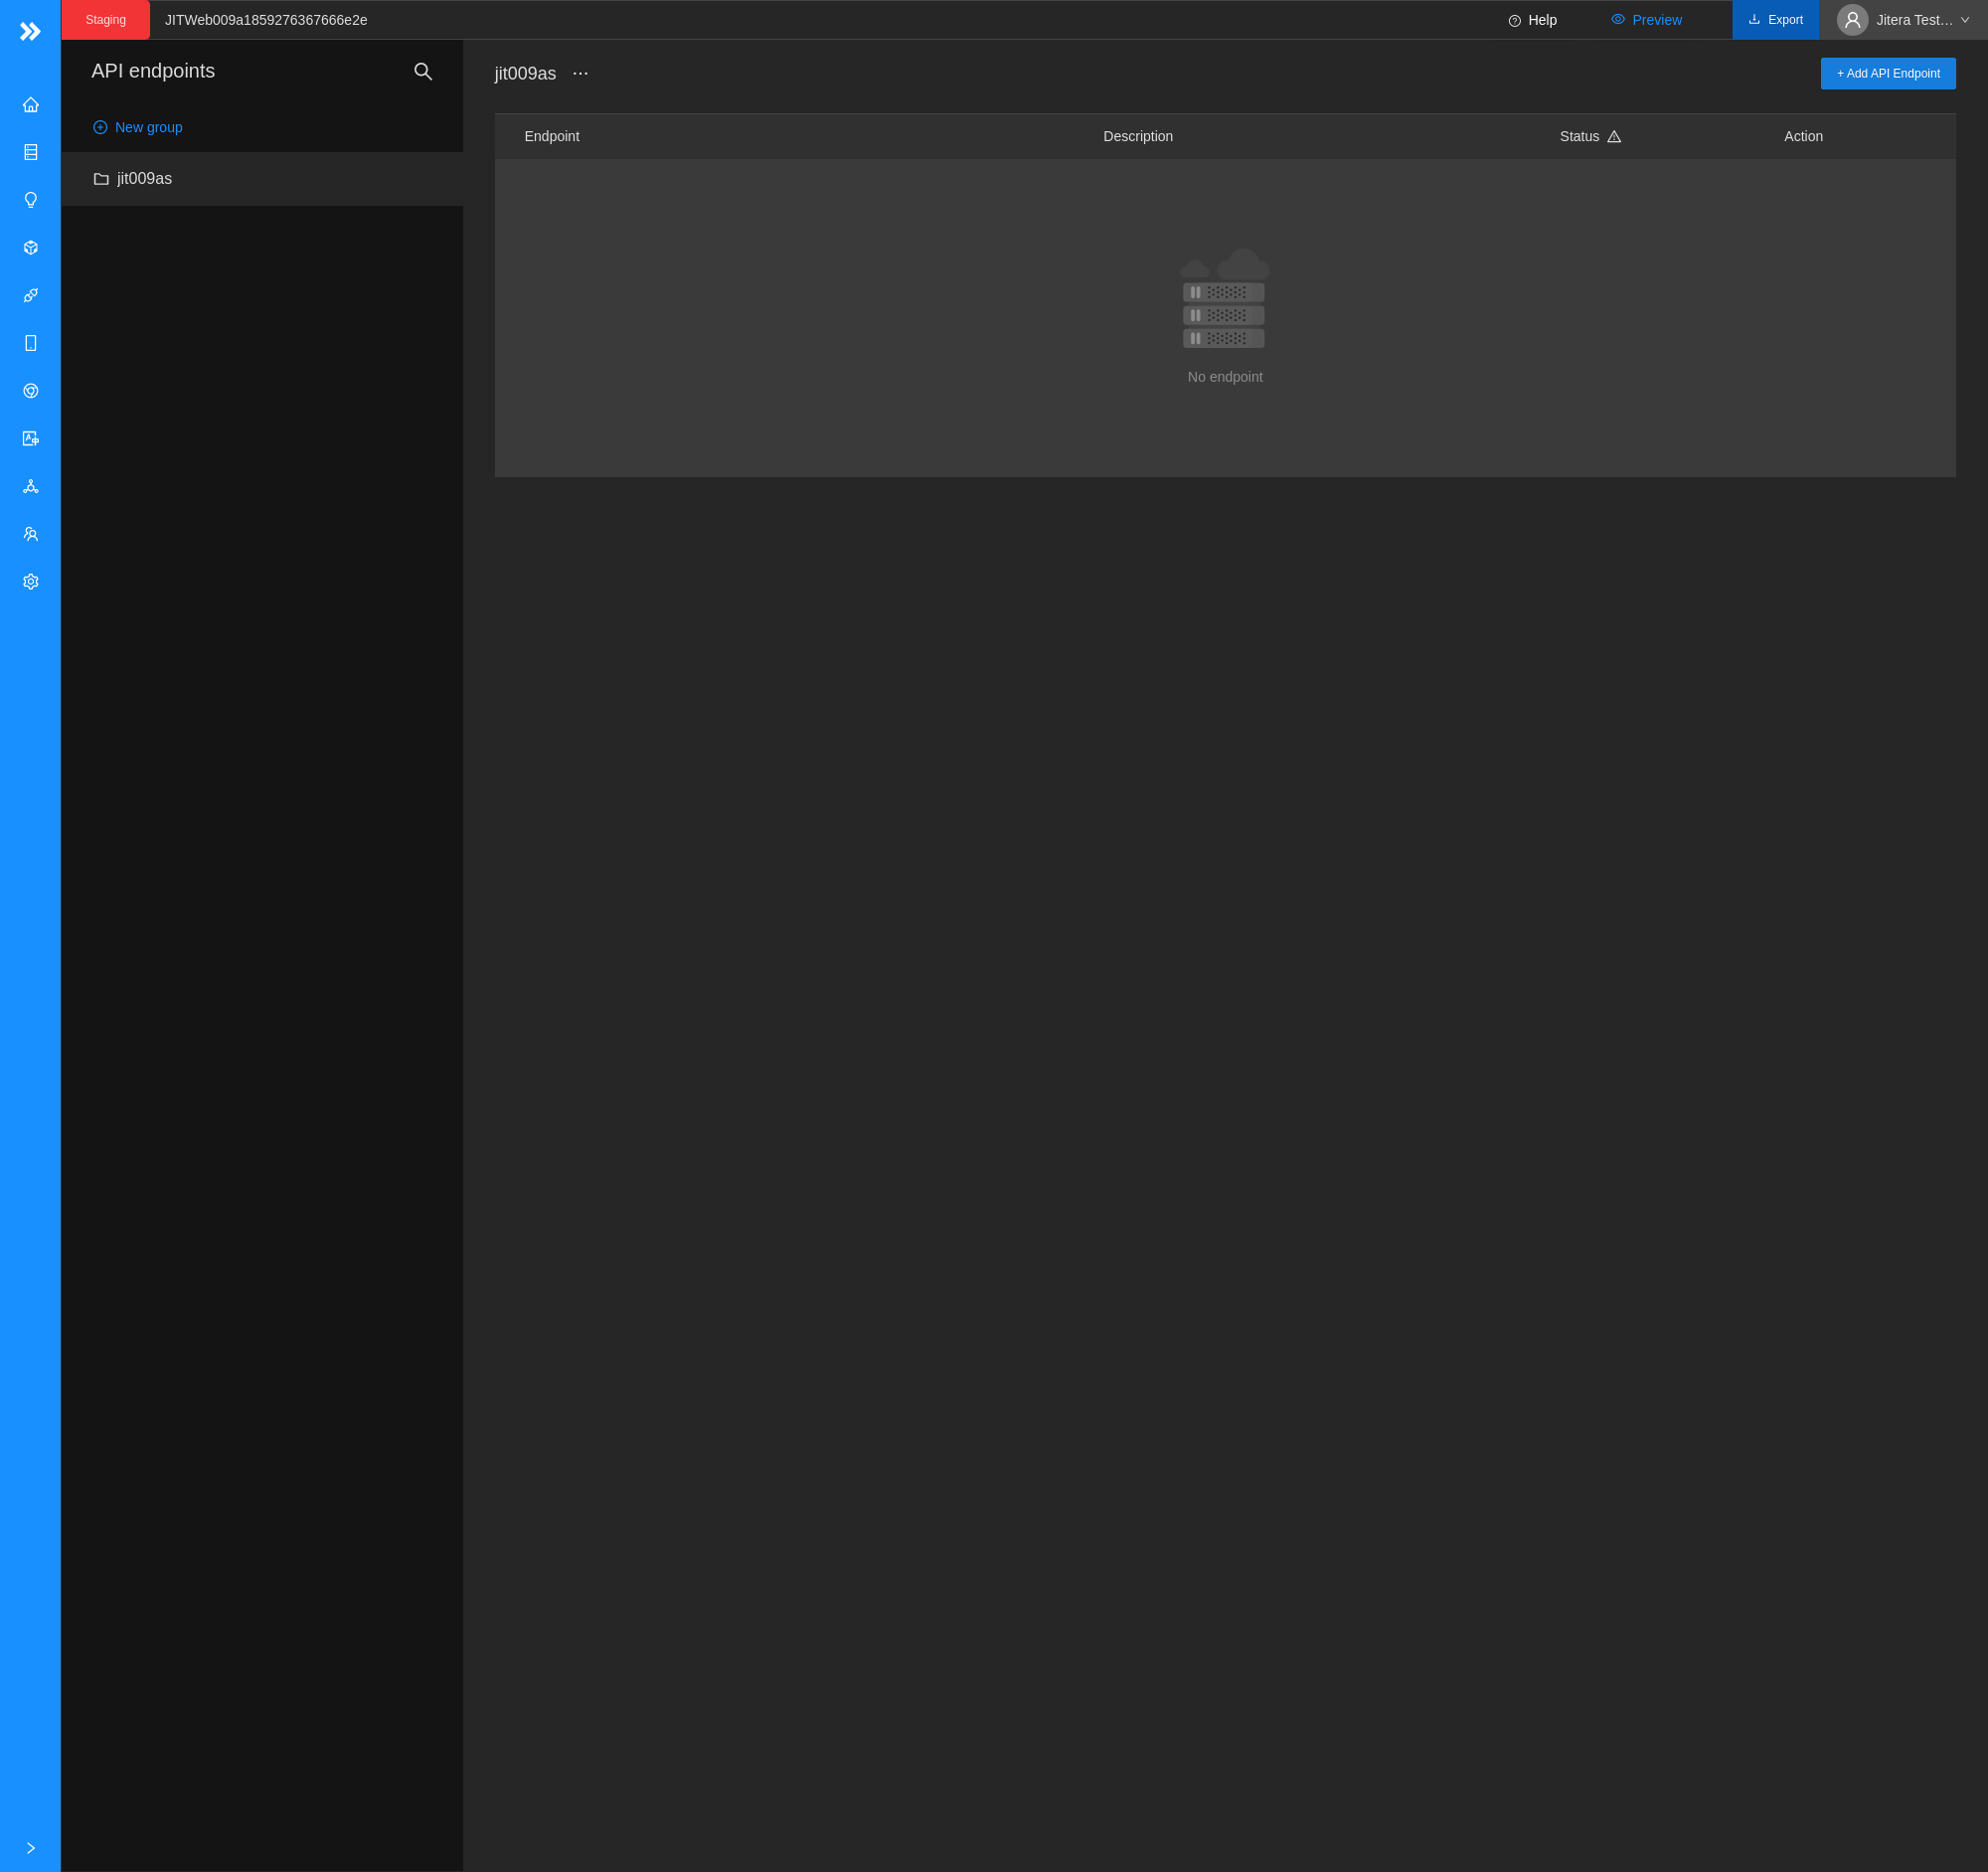 Staging
JITWeb009a1859276367666e2e
Help
Preview
Export
Jitera Test...
API endpoints
New group
jit009as
jit009as
+ Add API Endpoint
Endpoint Description Status Action
No endpoint